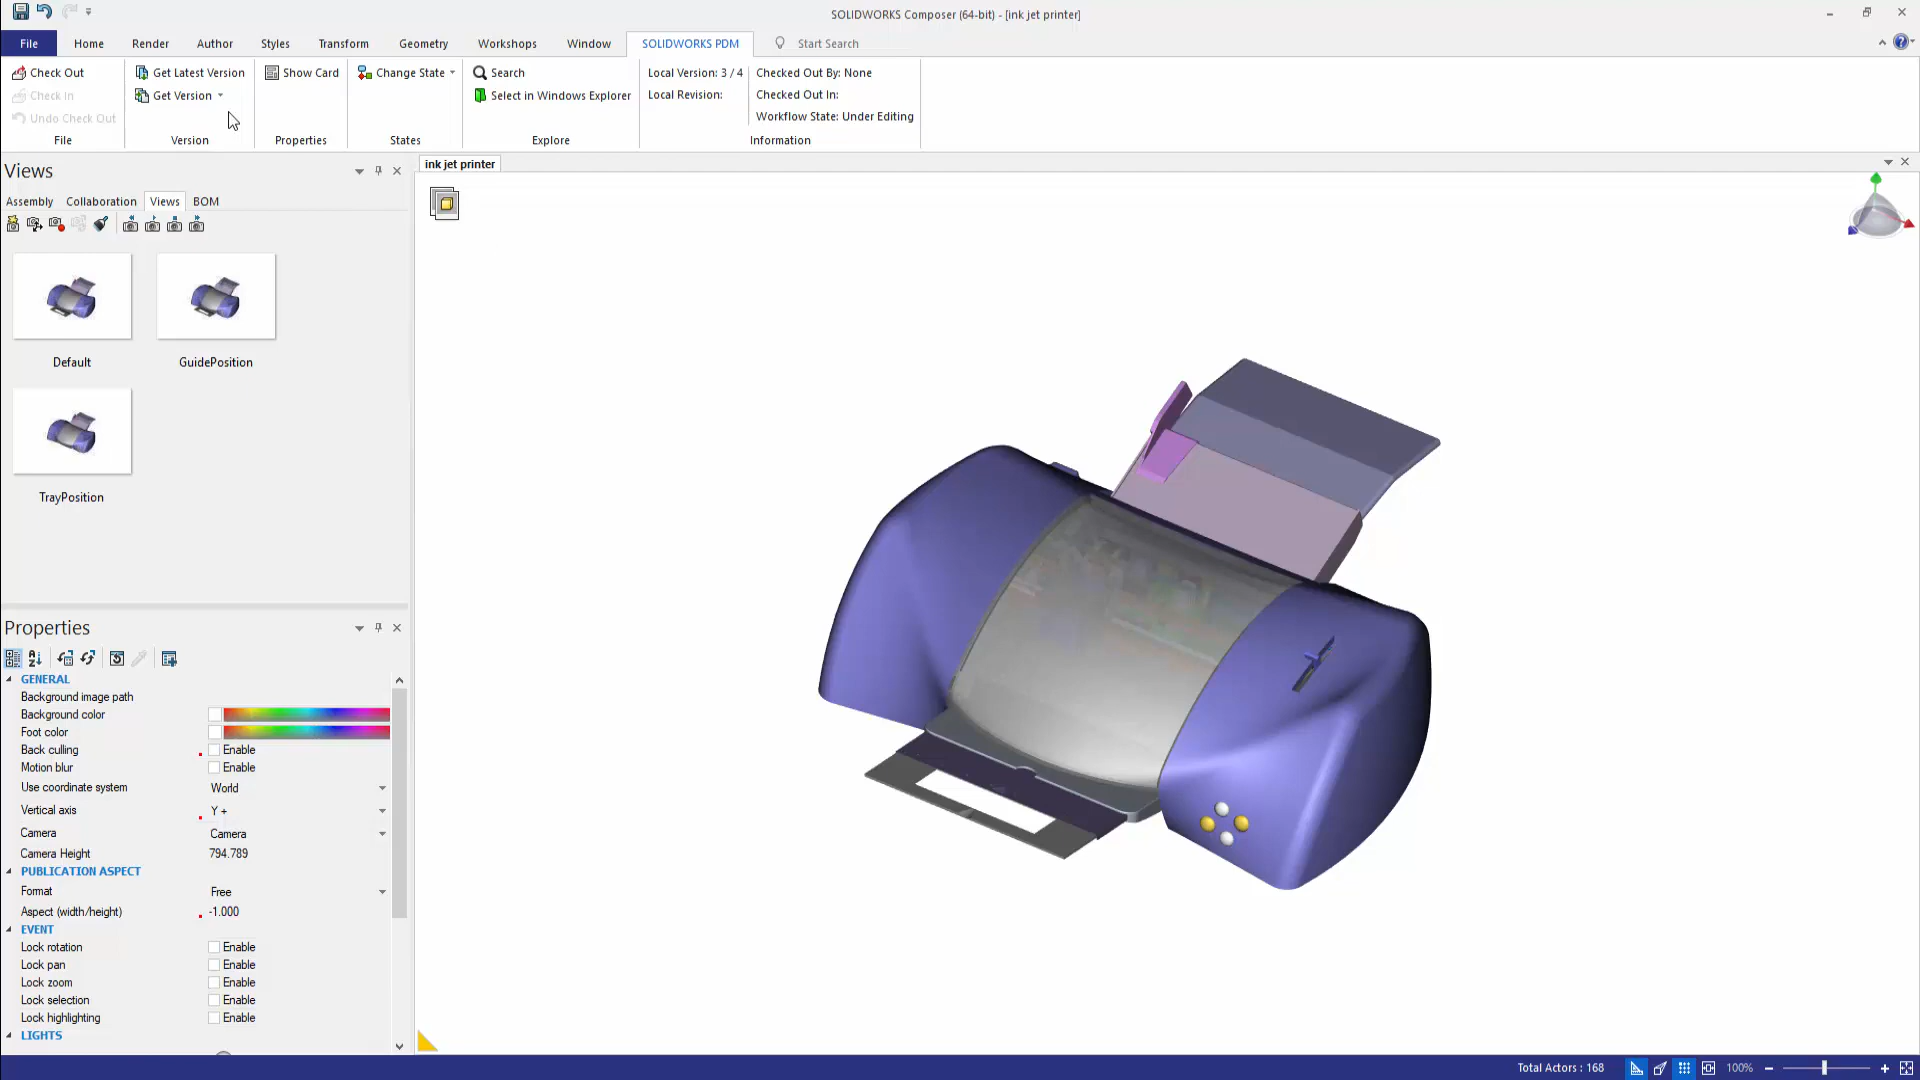 SOLIDWORKS Composer (64-bit) - [ink jet printer]
File Home Render Author Styles Transform Geometry Workshops Window SOLIDWORKS PDM Start Search
Check Out Get Latest Version Show Card Change State Search Local Version: 3 / 4 Checked Out By: None
Check In Get Version Select in Windows Explorer Local Revision: Checked Out In:
Undo Check Out Workflow State: Under Editing
File Version Properties States Explore Information
Views
ink jet printer
Assembly Collaboration Views BOM
Default GuidePosition
TrayPosition
Properties
GENERAL
Background image path
Background color
Foot color
Back culling Enable
Motion blur Enable
Use coordinate system World
Vertical axis Y +
Camera Camera
Camera Height 794.789
PUBLICATION ASPECT
Format Free
Aspect (width/height) -1.000
EVENT
Lock rotation Enable
Lock pan Enable
Lock zoom Enable
Lock selection Enable
Lock highlighting Enable
LIGHTS
Total Actors : 168 100%